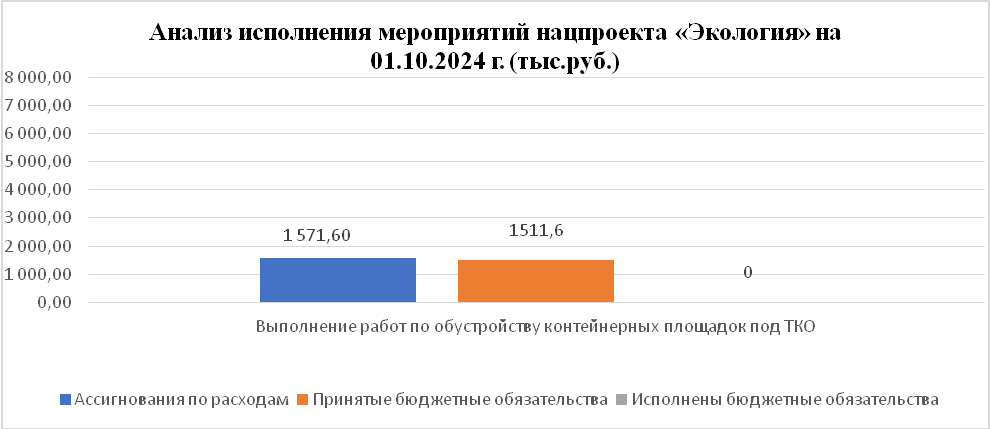 Анализ исполнения мероприятий нацпроекта «Экология» на
01.10.2024 г. (тыс.руб.)
8 000,00
7 000,00
6 000,00
5 000,00
4 000,00
3 000,00
2 000,00
1 000,00
0,00
1 571,60
1511,6
0
Выполнение работ по обустройству контейнерных площадок под ТКО
Ассигнования по расходам
Принятые бюджетные обязательства
Исполнены бюджетные обязательства